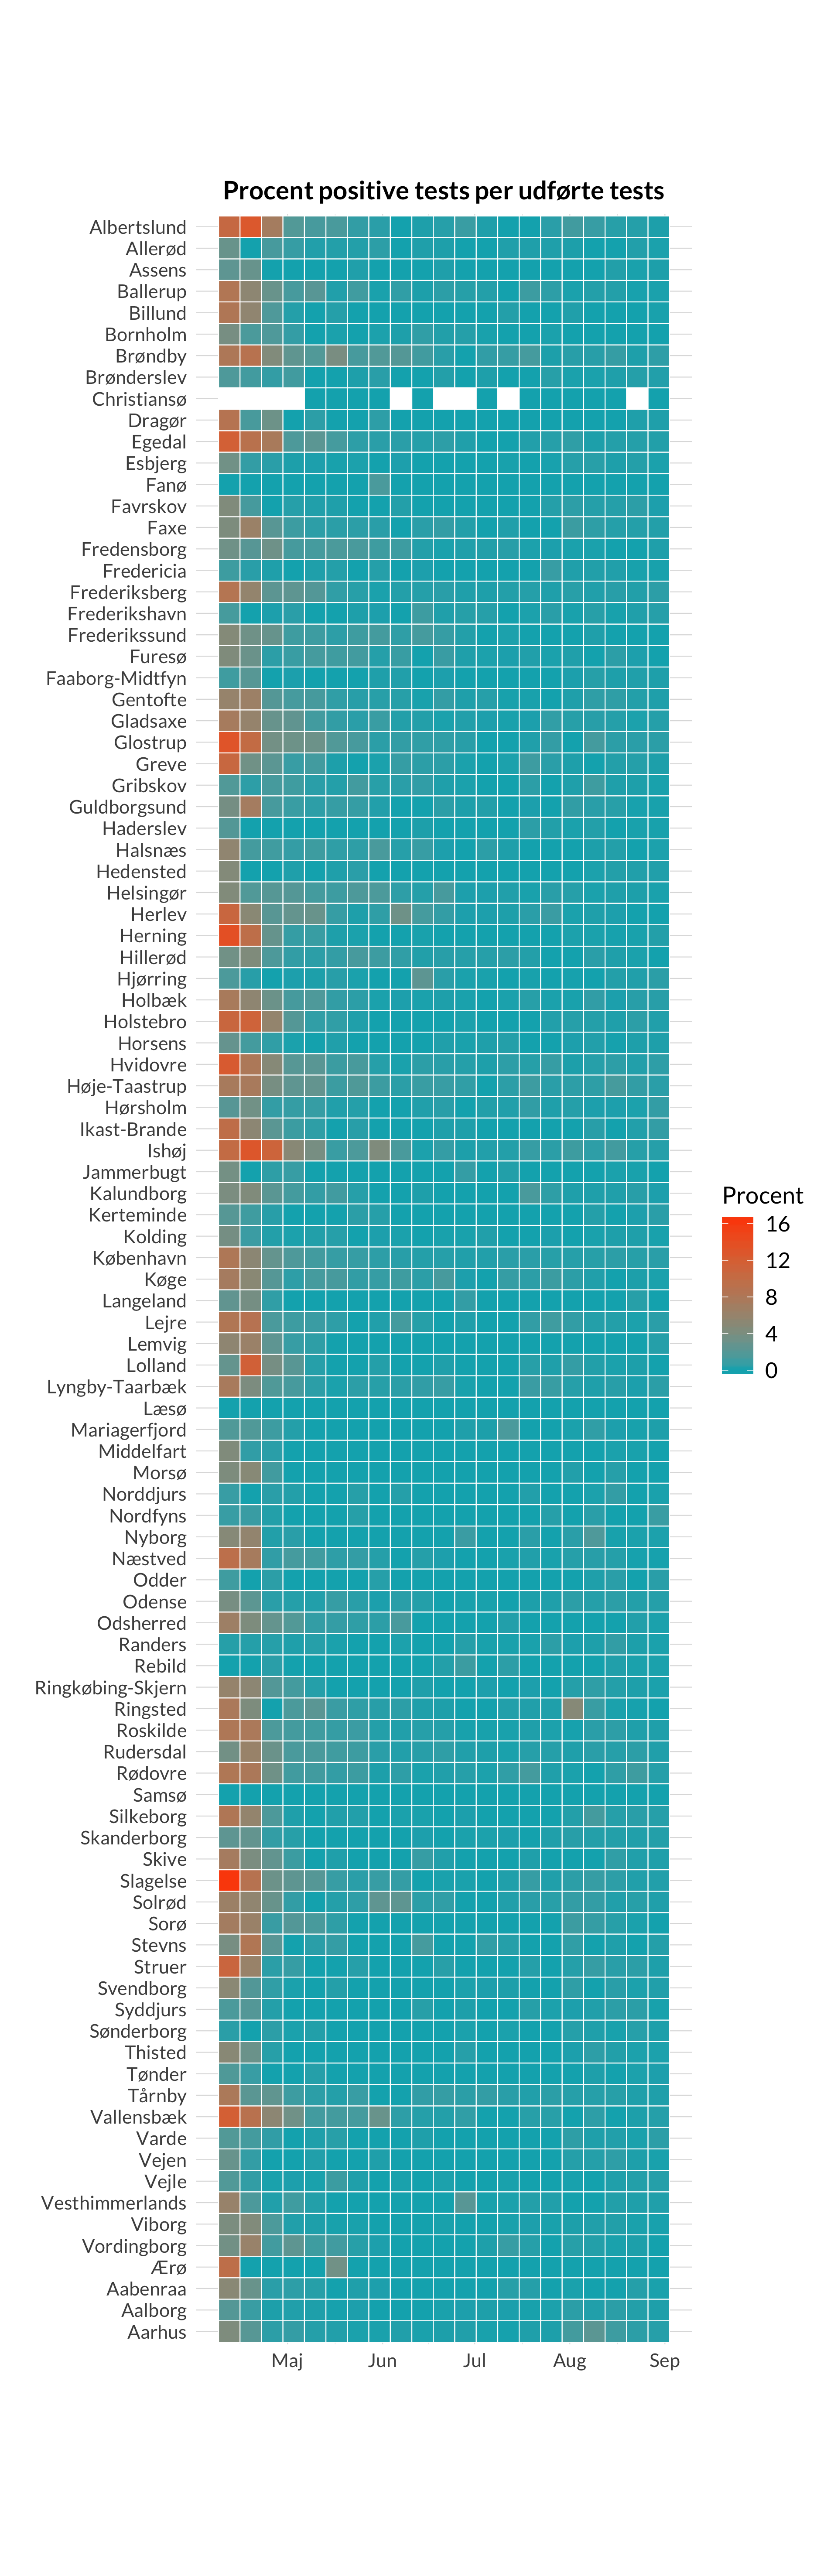 Procent positive tests per udførte tests
Albertslund
Allerød
Assens
Ballerup
Billund
Bornholm
Brøndby
Brønderslev
Christiansø
Dragør
Egedal
Esbjerg
Fanø
Favrskov
Faxe
Fredensborg
Fredericia
Frederiksberg
Frederikshavn
Frederikssund
Furesø
Faaborg-Midtfyn
Gentofte
Gladsaxe
Glostrup
Greve
Gribskov
Guldborgsund
Haderslev
Halsnæs
Hedensted
Helsingør
Herlev
Herning
Hillerød
Hjørring
Holbæk
Holstebro
Horsens
Hvidovre
Høje-Taastrup
Hørsholm
Ikast-Brande
Ishøj
Jammerbugt
Kalundborg
Kerteminde
Kolding
København
Køge
Langeland
Lejre
Lemvig
Lolland
Lyngby-Taarbæk
Læsø
Mariagerfjord
Middelfart
Morsø
Norddjurs
Nordfyns
Nyborg
Næstved
Odder
Odense
Odsherred
Randers
Rebild
Ringkøbing-Skjern
Ringsted
Roskilde
Rudersdal
Rødovre
Samsø
Silkeborg
Skanderborg
Skive
Slagelse
Solrød
Sorø
Stevns
Struer
Svendborg
Syddjurs
Sønderborg
Thisted
Tønder
Tårnby
Vallensbæk
Varde
Vejen
Vejle
Vesthimmerlands
Viborg
Vordingborg
Ærø
Aabenraa
Aalborg
Aarhus
Maj Jun Jul Aug Sep
Procent
16
12
8
4
0